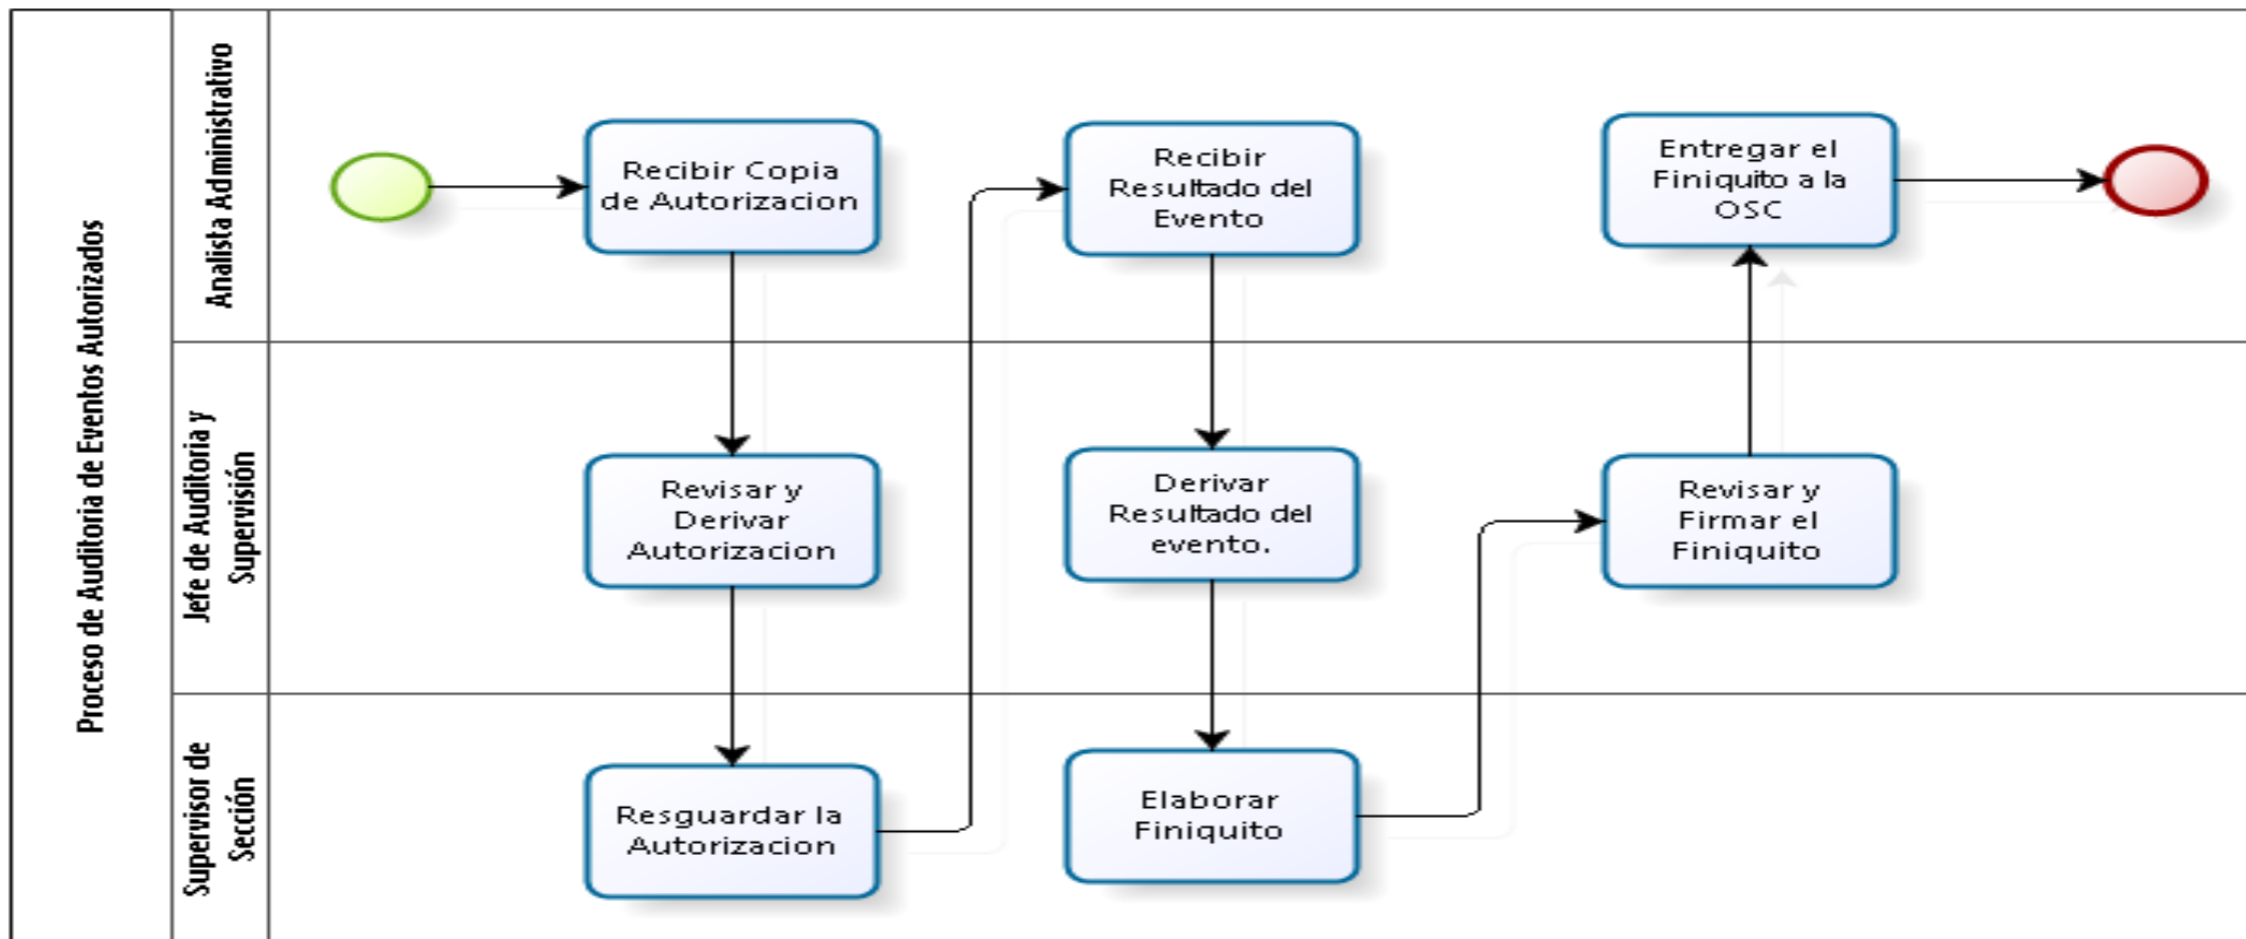 Proceso de Auditoria de Eventos Autorizados
Analista Administrativo
Recibir Copia
de Autorizacion
Recibir
Resultado del
Evento
Entregar el
Finiquito a la
OSC
Jefe de Auditoria y
Supervisión
Revisar y
Derivar
Autorizacion
Derivar
Resultado del
evento.
Revisar y
Firmar el
Finiquito
Supervisor de
Sección
Resguardar la
Autorizacion
Elaborar
Finiquito